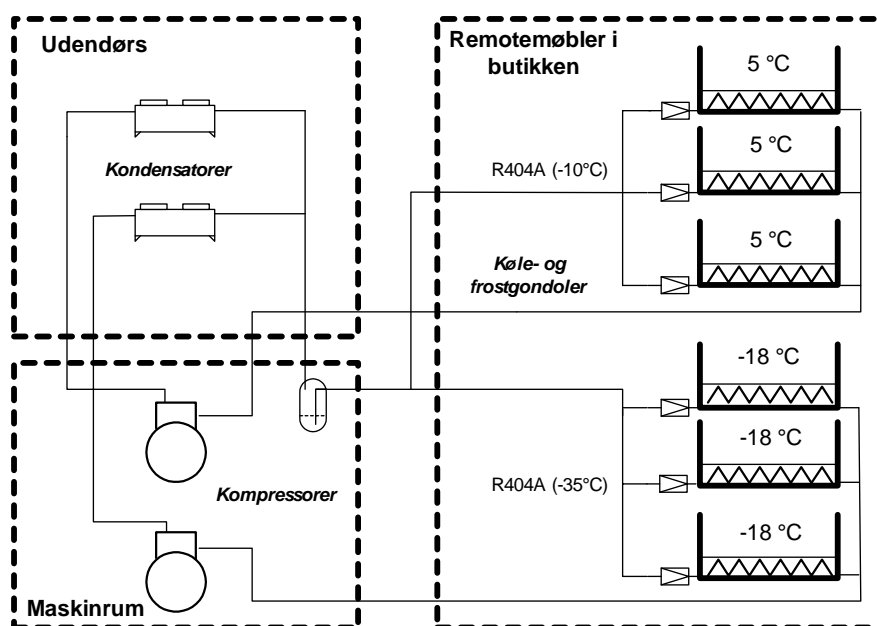 Udendørs
Kondensatorer
Remotemøbler i
butikken
5 °C
5 °C
R404A (-10°C)
5 °C
Køle- og
frostgondoler
-18 °C
-18 °C
R404A (-35°C)
-18 °C
Kompressorer
Maskinrum